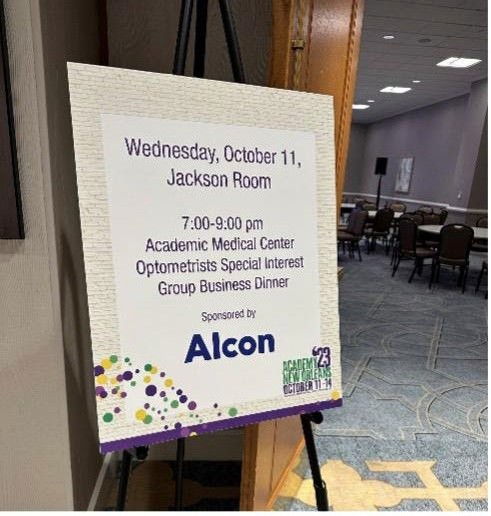 Wednesday, October 11,
Jackson Room
7:00-9:00 pm
Academic Medical Center
Optometrists Special Interest
Group Business Dinner
Sponsored by
Alcon
ACADEMY '23
NEW ORLEANS
OCTOBER 11-14